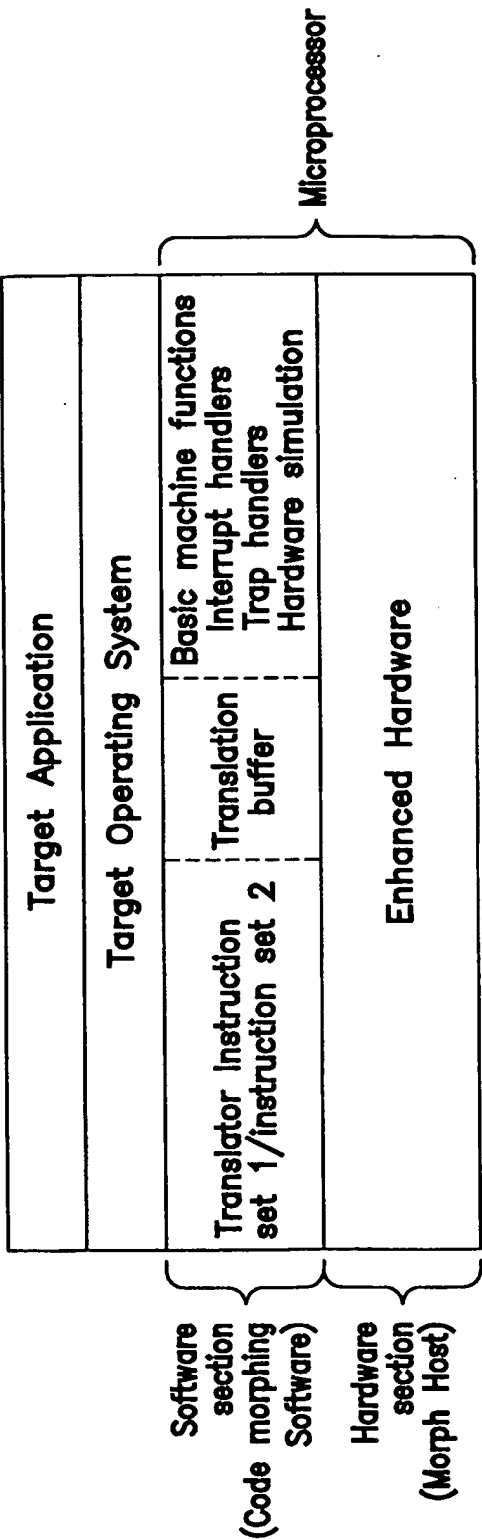 Target Application
Target Operating System
Software
section
(Code morphing
Software)
Translator Instruction
set 1/instruction set 2
Translation
buffer
Basic machine functions
Interrupt handlers
Trap handlers
Hardware simulation
Microprocessor
Hardware
section
(Morph Host)
Enhanced Hardware